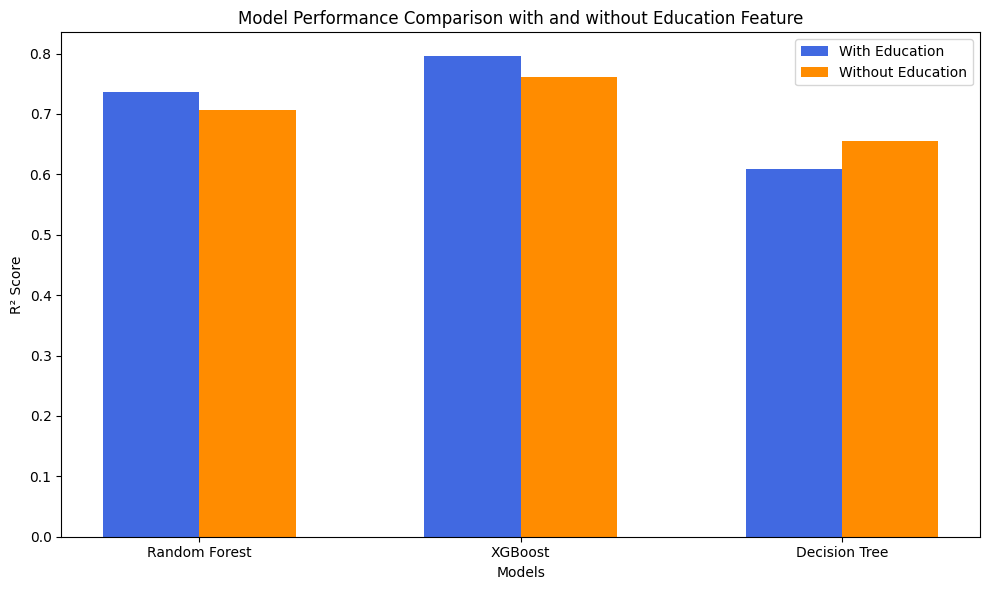 Model Performance Comparison with and without Education Feature
With Education
Without Education
R² Score
0.8
0.7
0.6
0.5
0.4
0.3
0.2
0.1
0.0
Random Forest
XGBoost
Decision Tree
Models